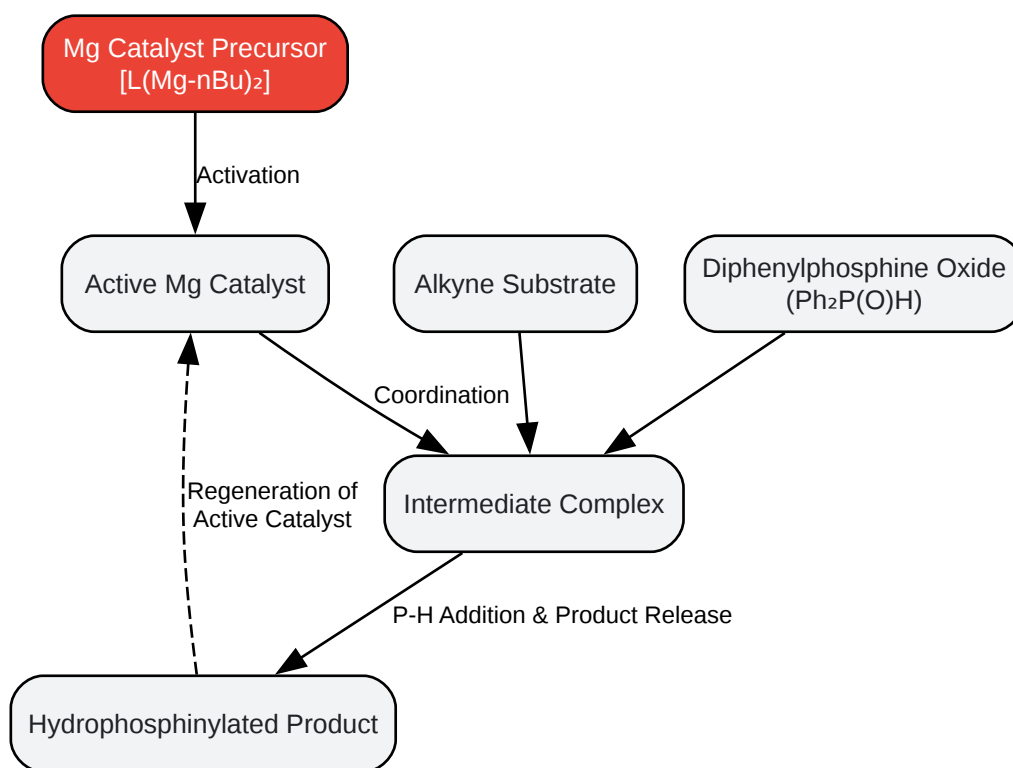 Mg Catalyst Precursor
[L(Mg-nBu)₂]
Activation
Active Mg Catalyst
Alkyne Substrate
Diphenylphosphine Oxide
(Ph₂P(O)H)
Coordination
Regeneration of
Active Catalyst
Intermediate Complex
P-H Addition & Product Release
Hydrophosphinylated Product